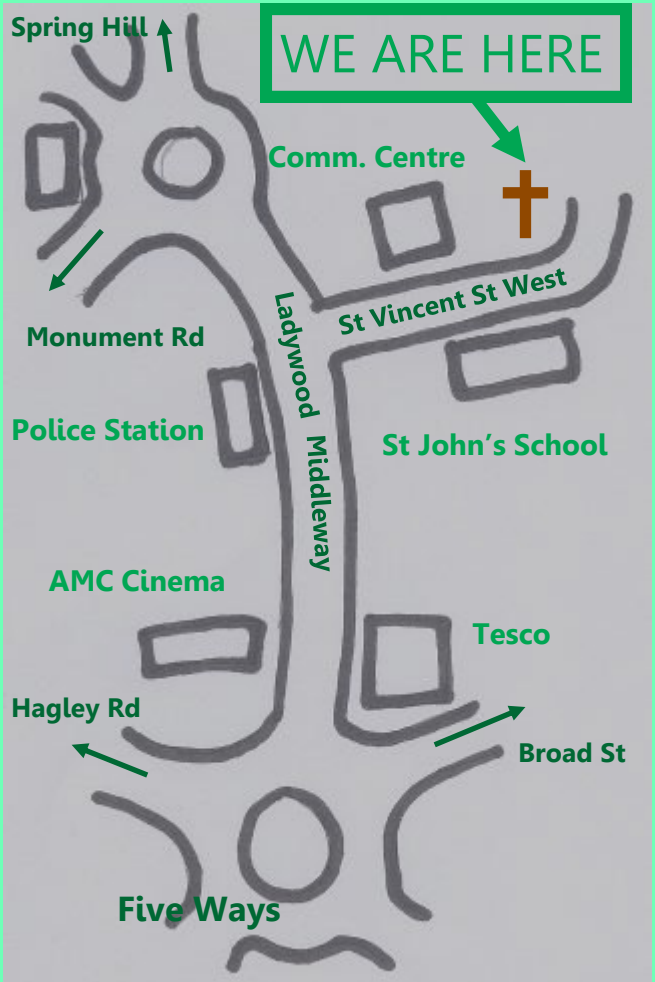 Spring Hill
WE ARE HERE
Comm. Centre
St Vincent St West
Monument Rd
Ladywood Middleway
Police Station
St John’s School
AMC Cinema
Tesco
Hagley Rd
Broad St
Five Ways